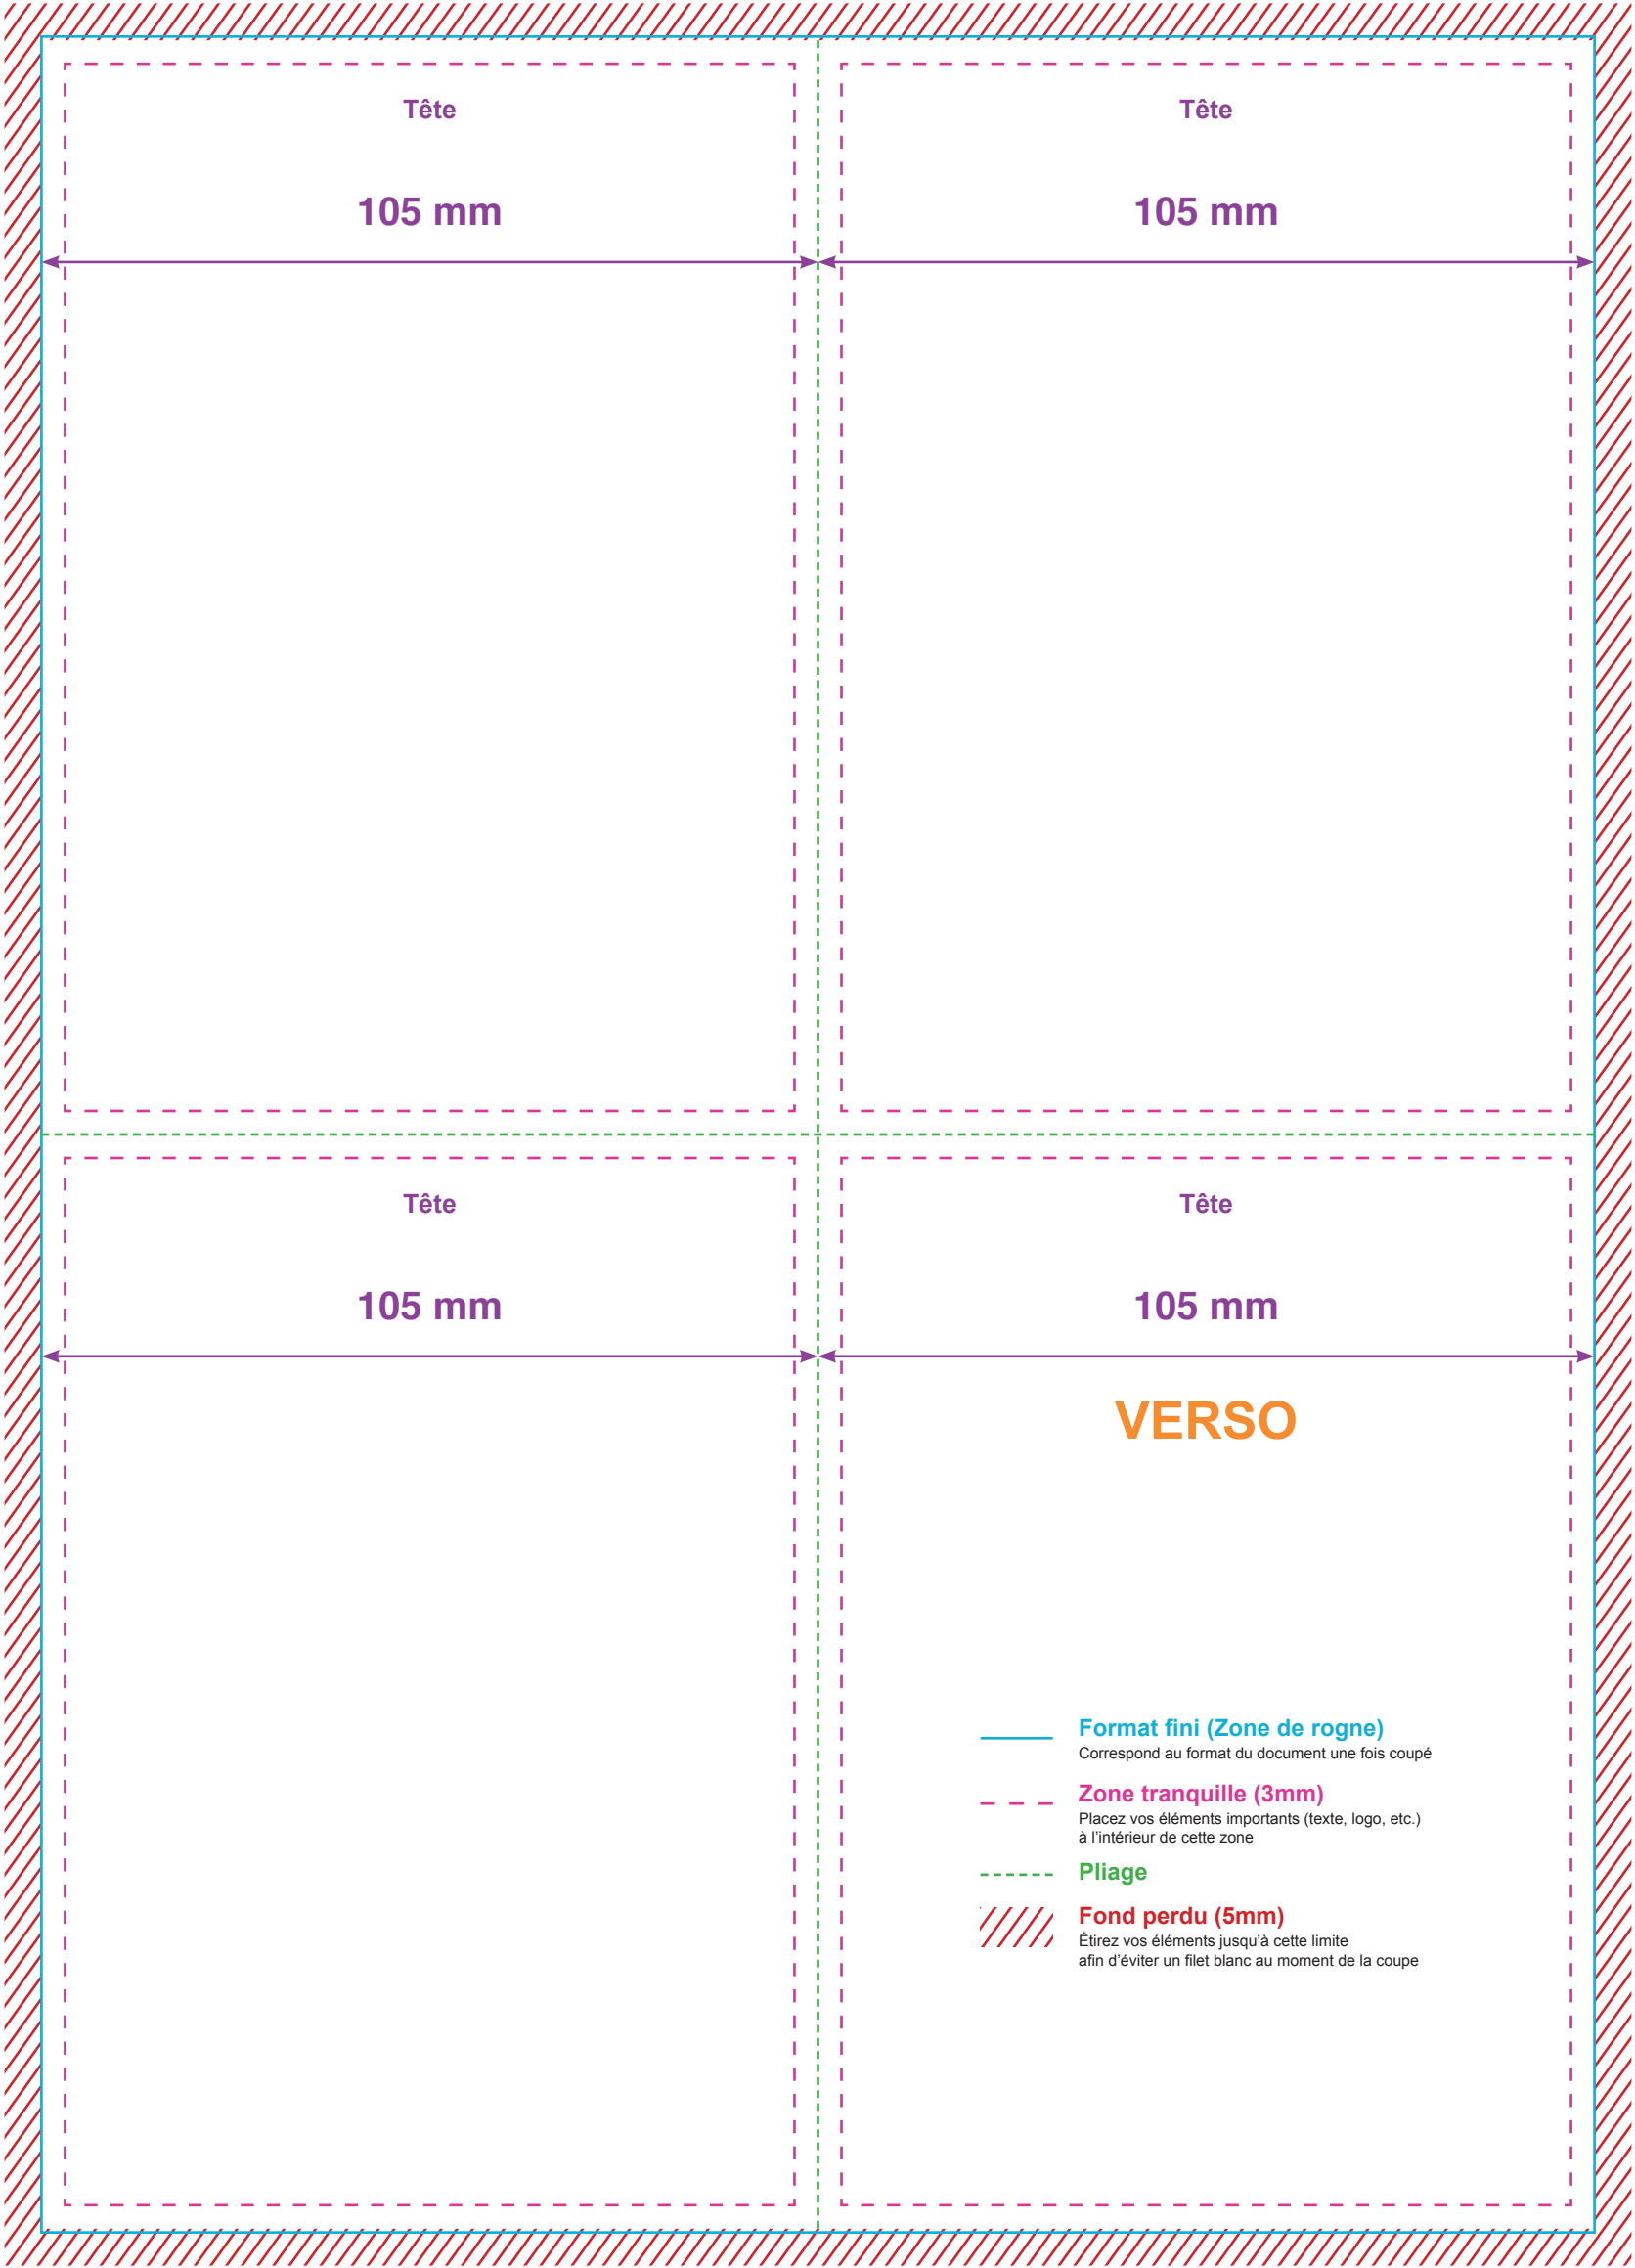 Tête
Tête
105 mm
105 mm
Tête
Tête
105 mm
105 mm
VERSO
Format fini (Zone de rogne)
Correspond au format du document une fois coupé
Zone tranquille (3mm)
Placez vos éléments importants (texte, logo, etc.)
à l’intérieur de cette zone
Pliage
Fond perdu (5mm)
Étirez vos éléments jusqu’à cette limite
afin d’éviter un filet blanc au moment de la coupe